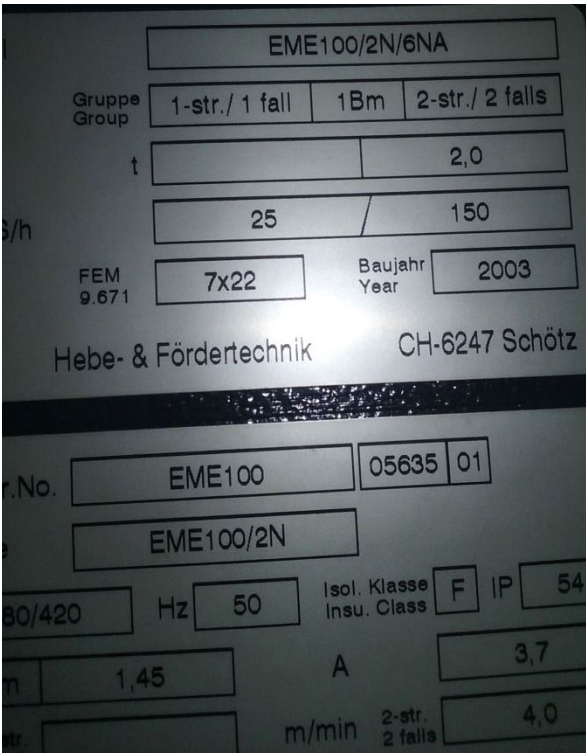 EME100/2N/6NA
Gruppe 1-str./ 1 fall 1Bm 2-str./ 2 falls
Group
t 2,0
S/h 25 / 150
FEM 7x22 Baujahr 2003
9.671 Year
Hebe- & Fördertechnik CH-6247 Schötz
r.No. EME100 05635 01
e EME100/2N
80/420 Hz 50 Isol. Klasse F IP 54
Insu. Class
m 1,45 A 3,7
str. m/min 2-str. 4,0
2 falls